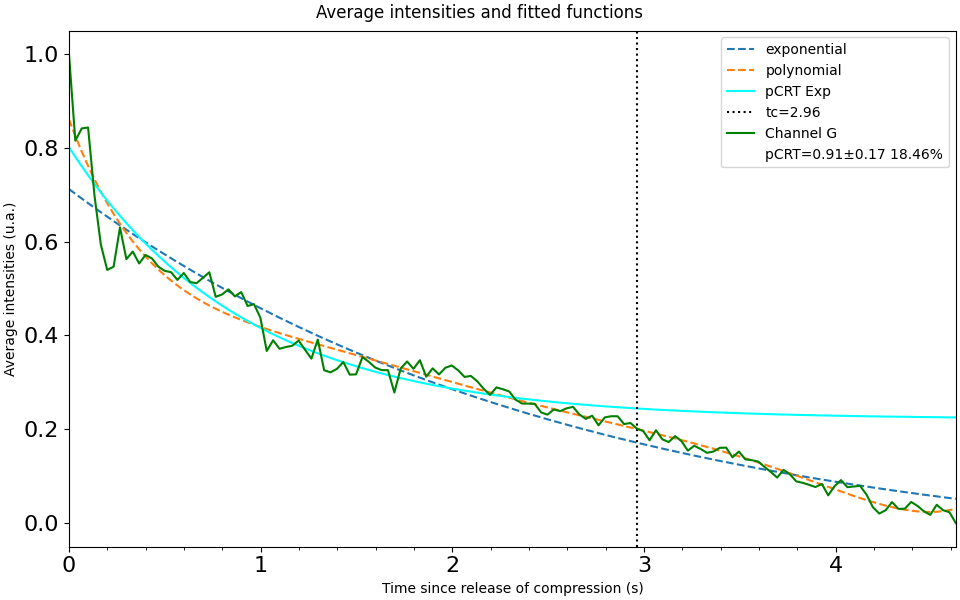 Average intensities and fitted functions
Average intensities (u.a.)
1.0
0.8
0.6
0.4
0.2
0.0
exponential
polynomial
pCRT Exp
tc=2.96
Channel G
pCRT=0.91±0.17 18.46%
0 1 2 3 4
Time since release of compression (s)